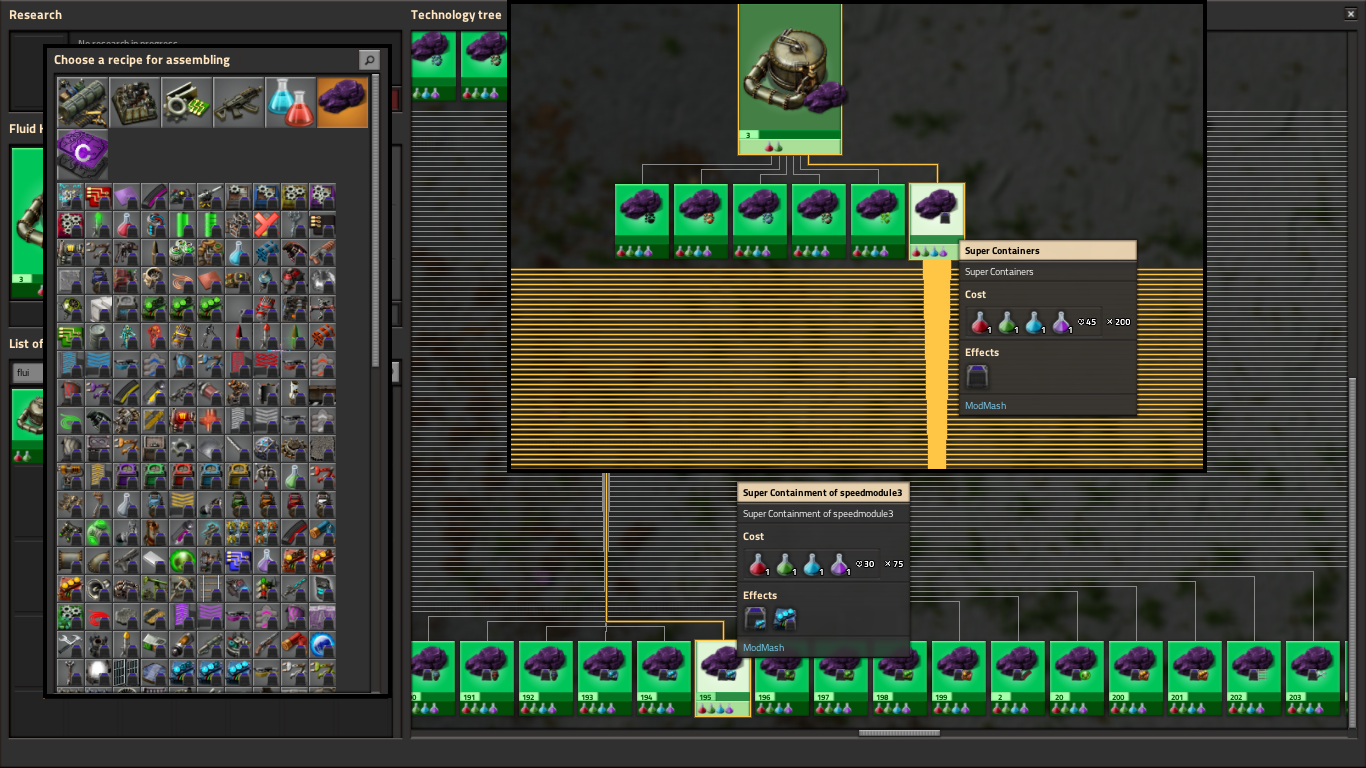 Research
Technology tree
No research in progress
Choose a recipe for assembling
C
Fluid H
3
List of
flui
3
Super Containers
Super Containers
Cost
1 1 1 1 45 × 200
Effects
ModMash
Super Containment of speedmodule3
Super Containment of speedmodule3
Cost
1 1 1 1 30 × 75
Effects
ModMash
0 191 192 193 194 195 196 197 198 199 2 20 200 201 202 203